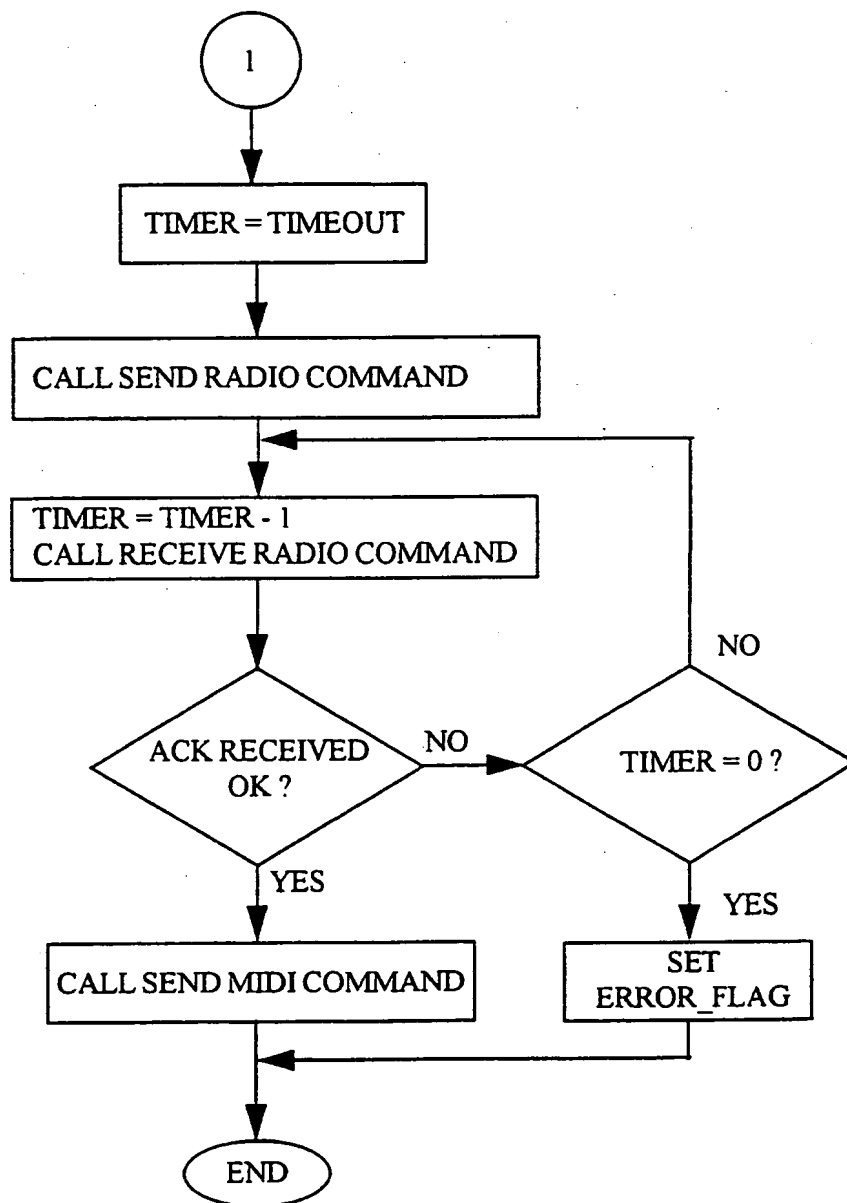 1
TIMER = TIMEOUT
CALL SEND RADIO COMMAND
TIMER = TIMER - 1
CALL RECEIVE RADIO COMMAND
NO
ACK RECEIVED
OK ?
NO
TIMER = 0 ?
YES
YES
CALL SEND MIDI COMMAND
SET
ERROR_FLAG
END